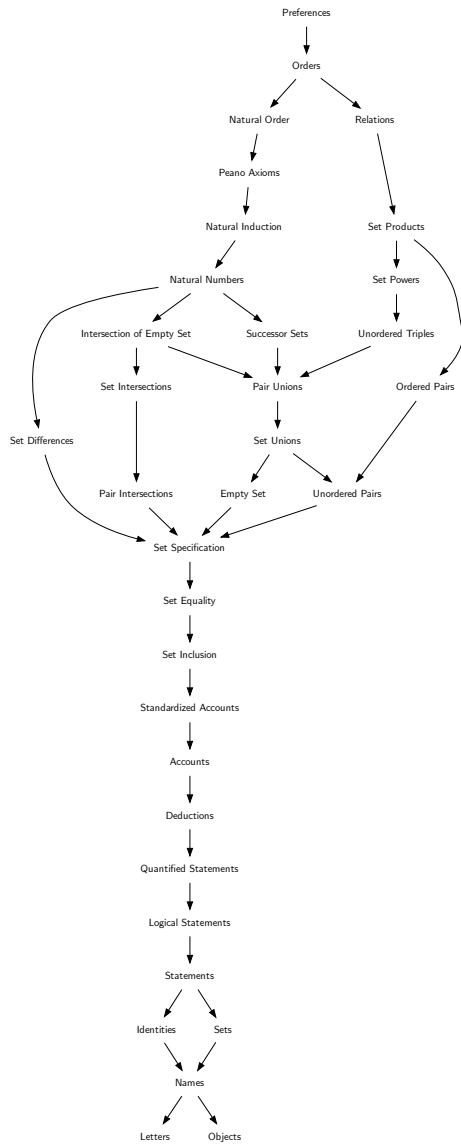 Preferences
Orders
Natural Order
Relations
Peano Axioms
Natural Induction
Set Products
Natural Numbers
Set Powers
Intersection of Empty Set
Successor Sets
Unordered Triples
Set Intersections
Pair Unions
Ordered Pairs
Set Differences
Set Unions
Pair Intersections
Empty Set
Unordered Pairs
Set Specification
Set Equality
Set Inclusion
Standardized Accounts
Accounts
Deductions
Quantified Statements
Logical Statements
Statements
Identities
Sets
Names
Letters
Objects